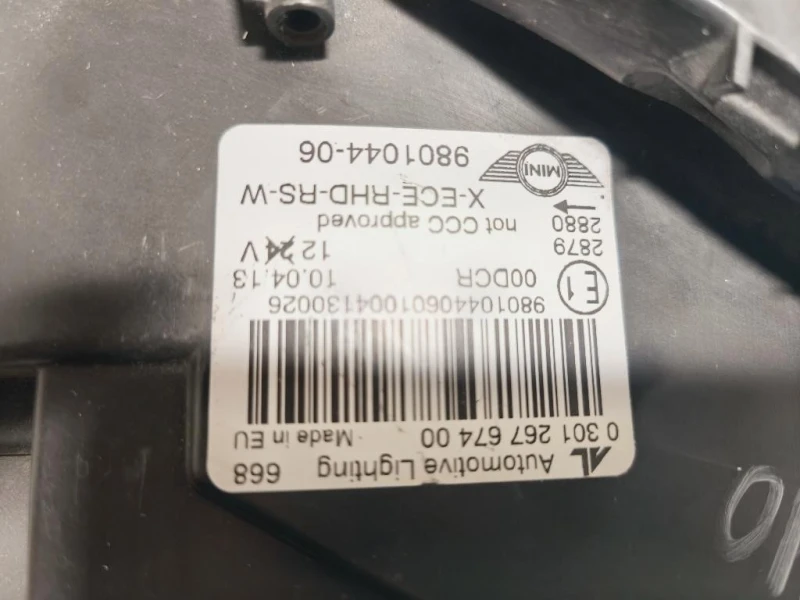 AL Automotive Lighting 668
0 301 267 674 00 Made in EU
98010440601004130026
E1 00DCR 10.04.13
2879 12 24 V
2880 not CCC approved
X-ECE-RHD-RS-W
MINI 9801044-06